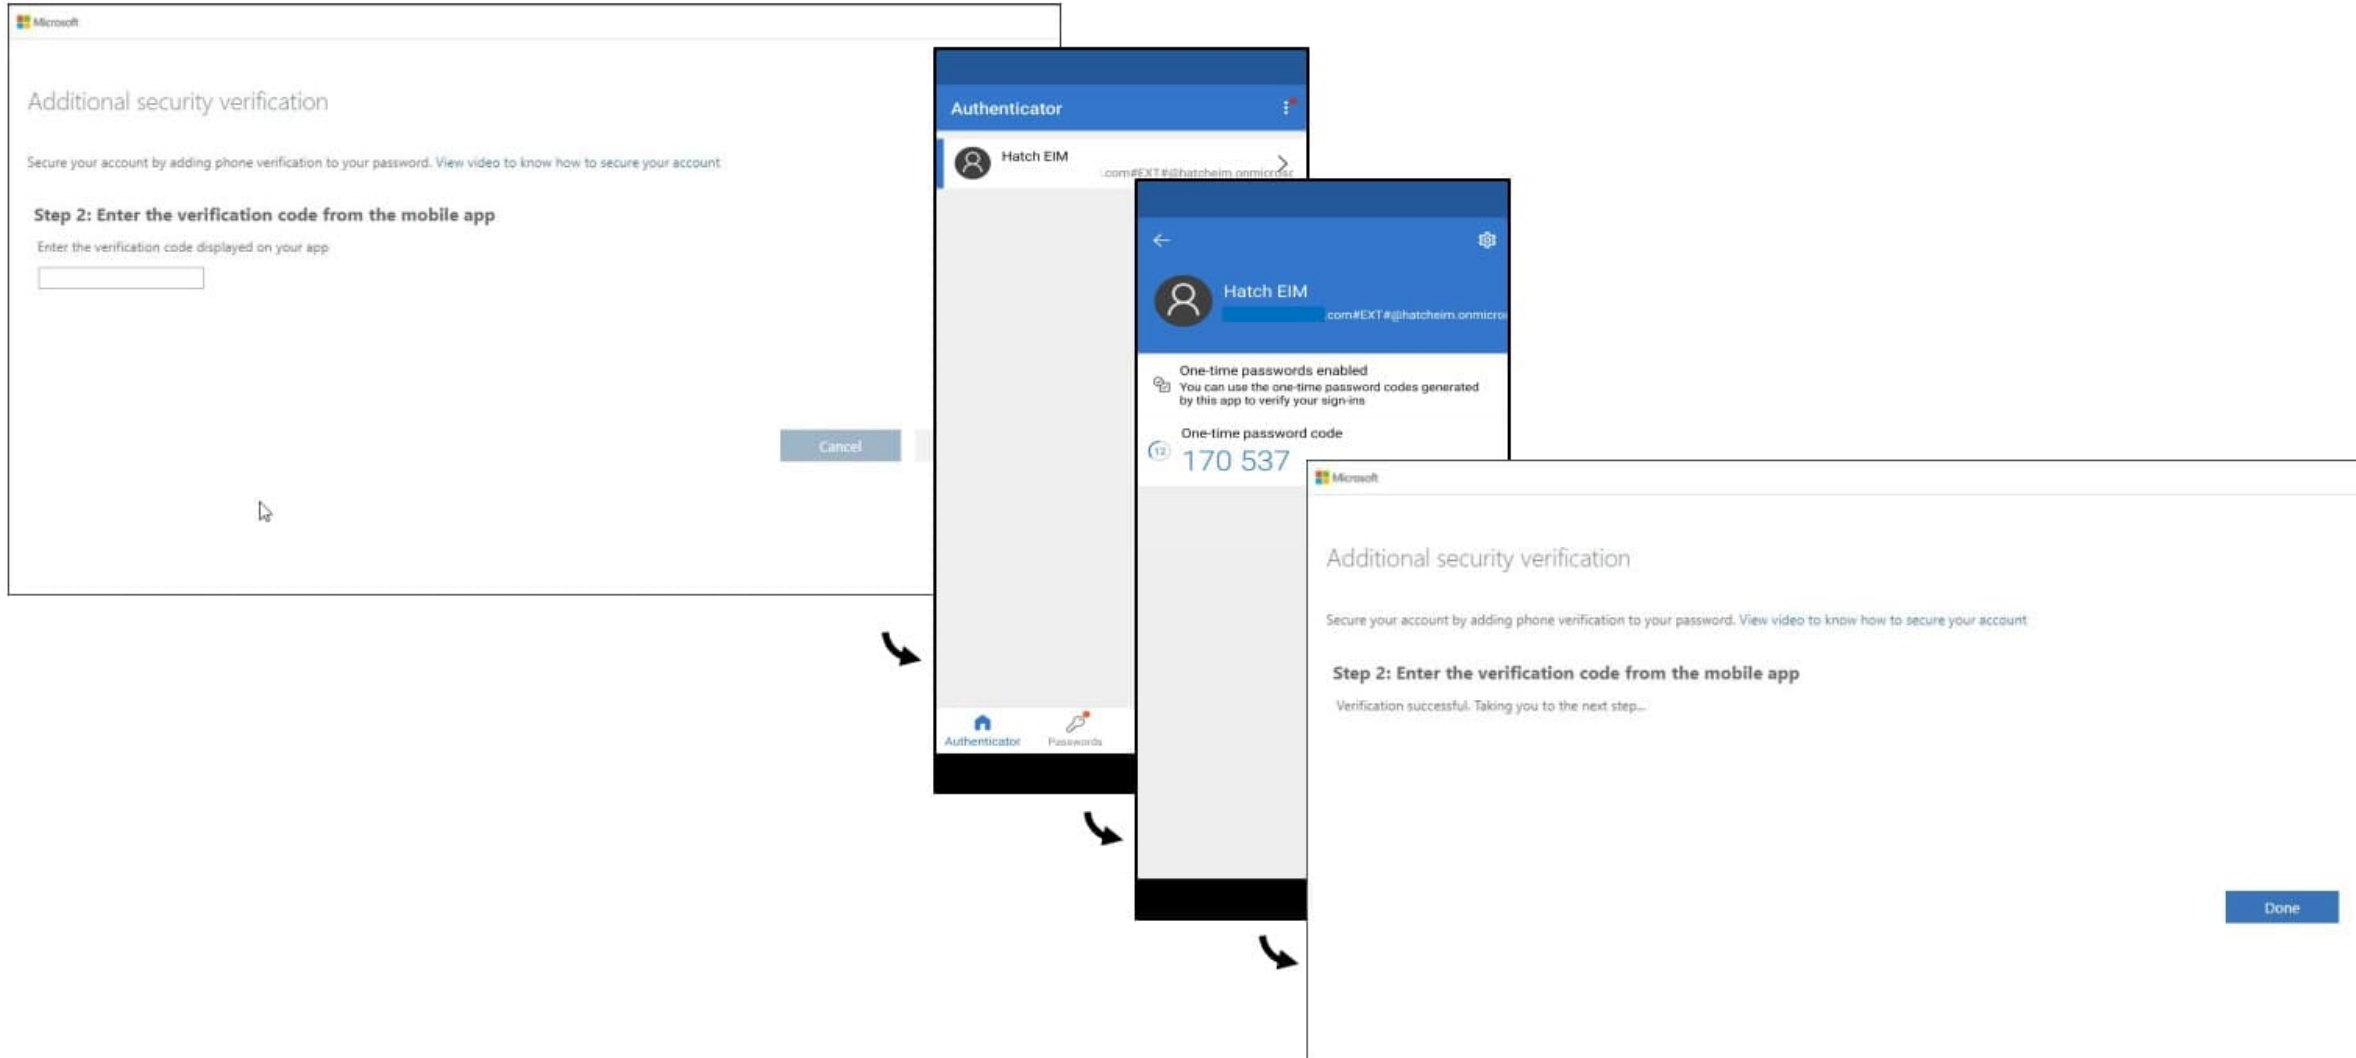 Microsoft
Additional security verification
Secure your account by adding phone verification to your password. View video to know how to secure your account
Step 2: Enter the verification code from the mobile app
Enter the verification code displayed on your app
Cancel
Authenticator
Hatch EIM
.com#EXT#@hatcheim.onmicrosc
Authenticator
Passwords
Hatch EIM
.com#EXT#@hatcheim.onmicro
One-time passwords enabled
You can use the one-time password codes generated
by this app to verify your sign-ins
One-time password code
12
170 537
Microsoft
Additional security verification
Secure your account by adding phone verification to your password. View video to know how to secure your account
Step 2: Enter the verification code from the mobile app
Verification successful. Taking you to the next step...
Done